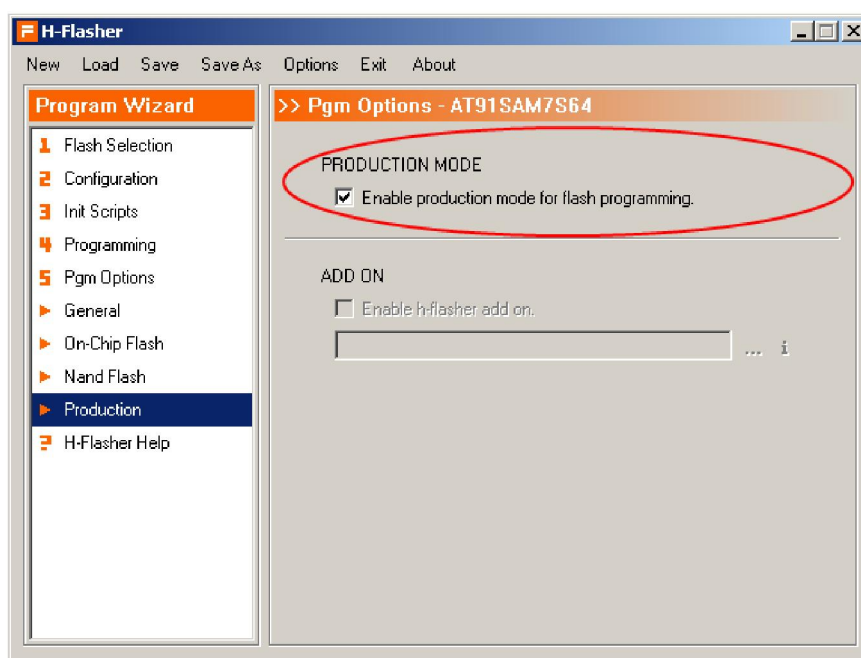 H-Flasher
New Load Save Save As Options Exit About
Program Wizard
1 Flash Selection
2 Configuration
3 Init Scripts
4 Programming
5 Pgm Options
General
On-Chip Flash
Nand Flash
Production
? H-Flasher Help
>> Pgm Options - AT91SAM7S64
PRODUCTION MODE
Enable production mode for flash programming.
ADD ON
Enable h-flasher add on.
... i